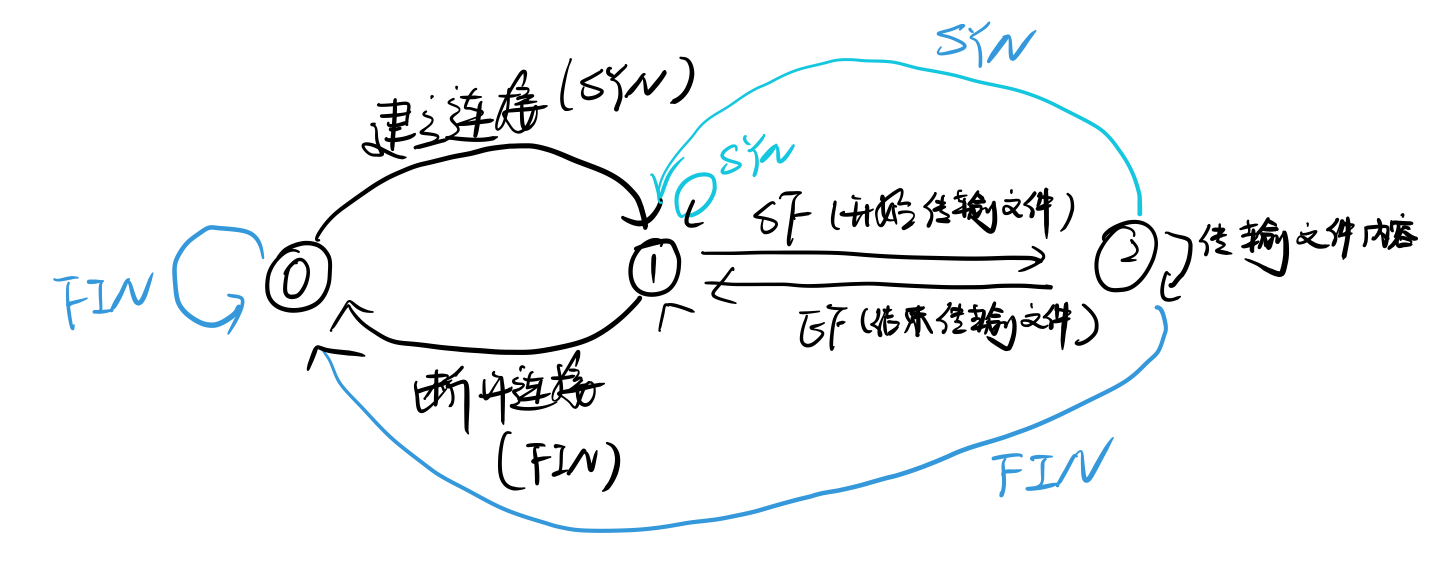 SYN
建立连接(SYN)
SYN
SF (开始传输文件)
传输文件内容
0
1
2
FIN
EF (结束传输文件)
断开连接
(FIN)
FIN